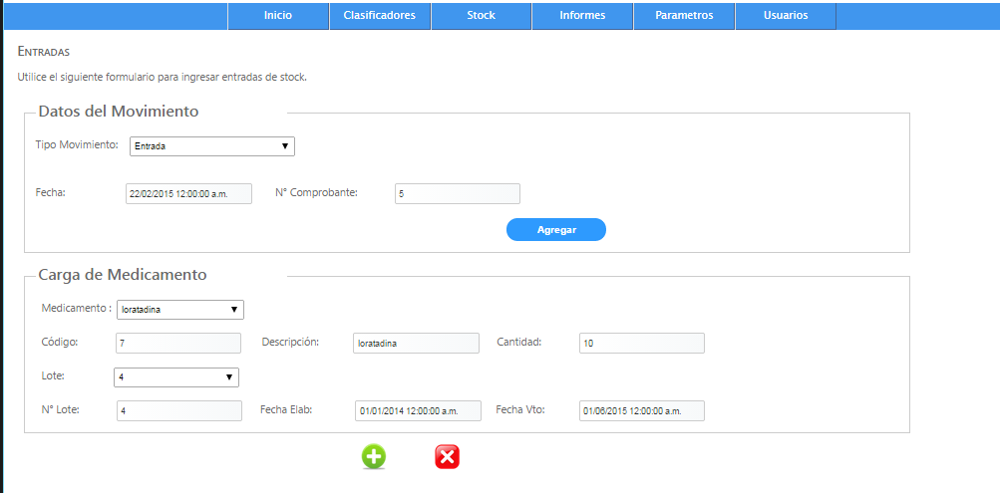 Inicio Clasificadores Stock Informes Parametros Usuarios
Entradas
Utilice el siguiente formulario para ingresar entradas de stock.
Datos del Movimiento
Tipo Movimiento: Entrada
Fecha: 22/02/2015 12:00:00 a.m. N° Comprobante: 5
Agregar
Carga de Medicamento
Medicamento : loratadina
Código: 7 Descripción: loratadina Cantidad: 10
Lote: 4
N° Lote: 4 Fecha Elab: 01/01/2014 12:00:00 a.m. Fecha Vto: 01/06/2015 12:00:00 a.m.